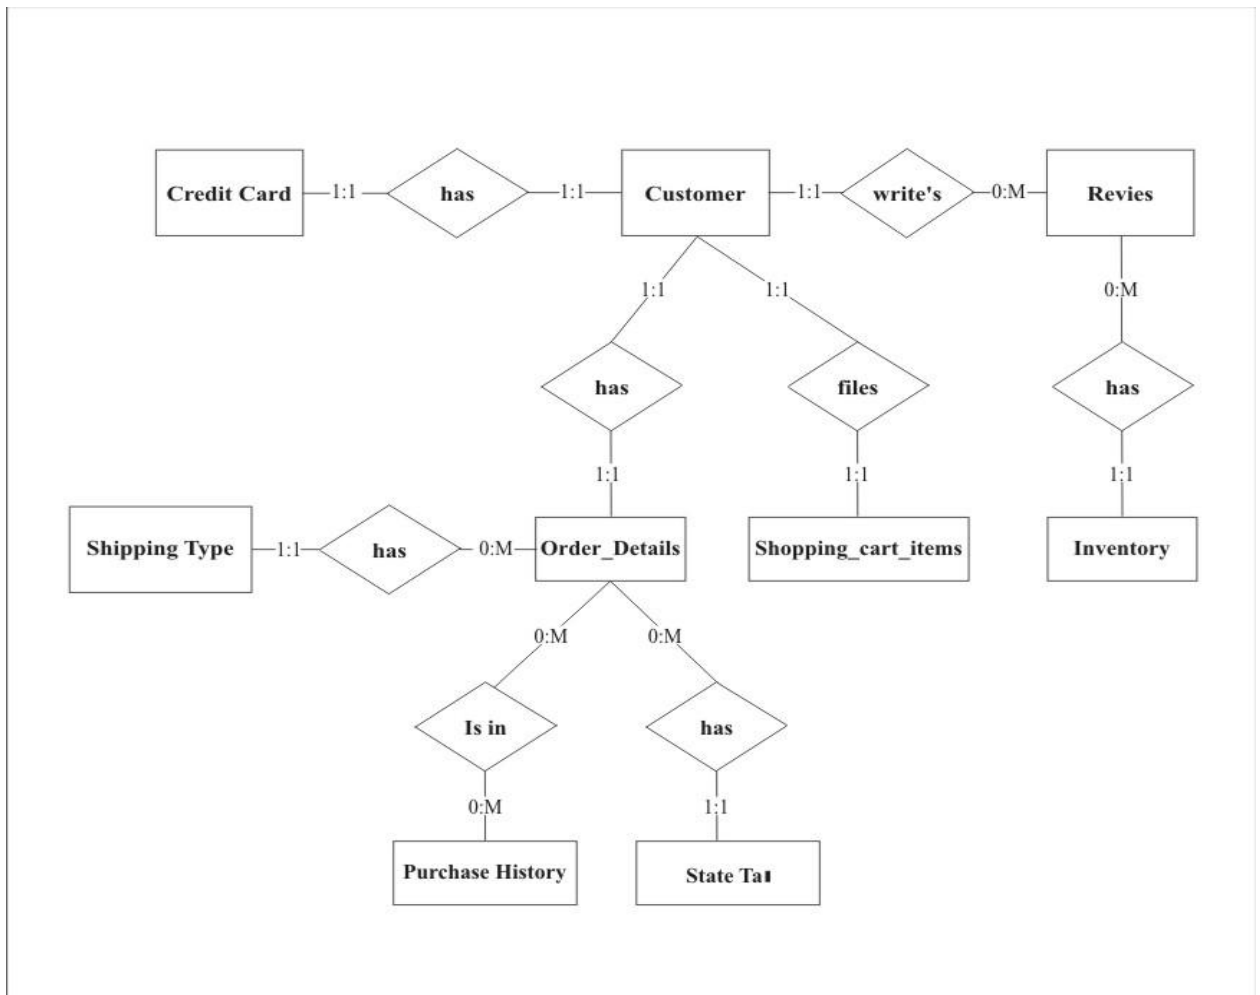 Credit Card
1:1
has
1:1
Customer
1:1
write's
0:M
Revies
1:1
1:1
0:M
has
files
has
1:1
1:1
1:1
Shipping Type
1:1
has
0:M
Order_Details
Shopping_cart_items
Inventory
0:M
0:M
Is in
has
0:M
1:1
Purchase History
State